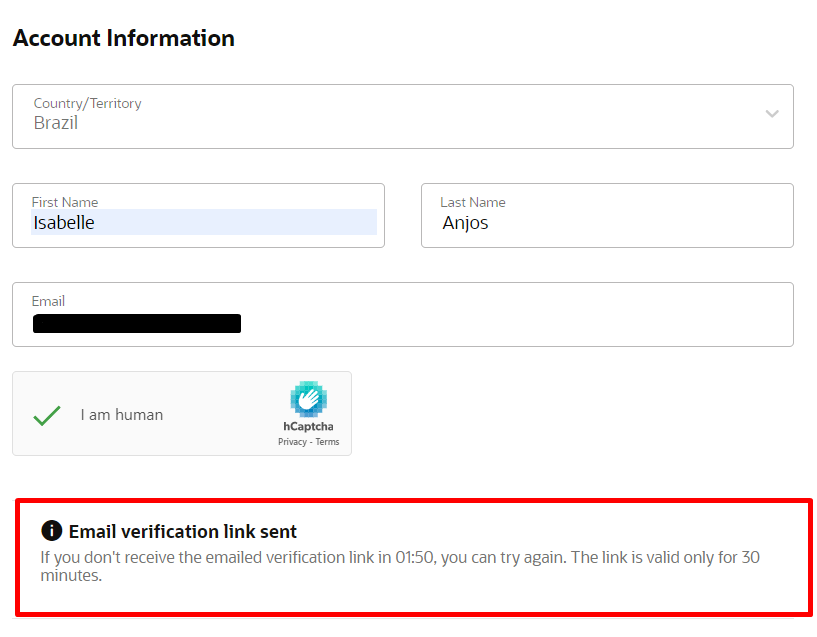 Account Information
Country/Territory
Brazil
First Name
Isabelle
Last Name
Anjos
Email
I am human
hCaptcha
Privacy - Terms
Email verification link sent
If you don't receive the emailed verification link in 01:50, you can try again. The link is valid only for 30
minutes.